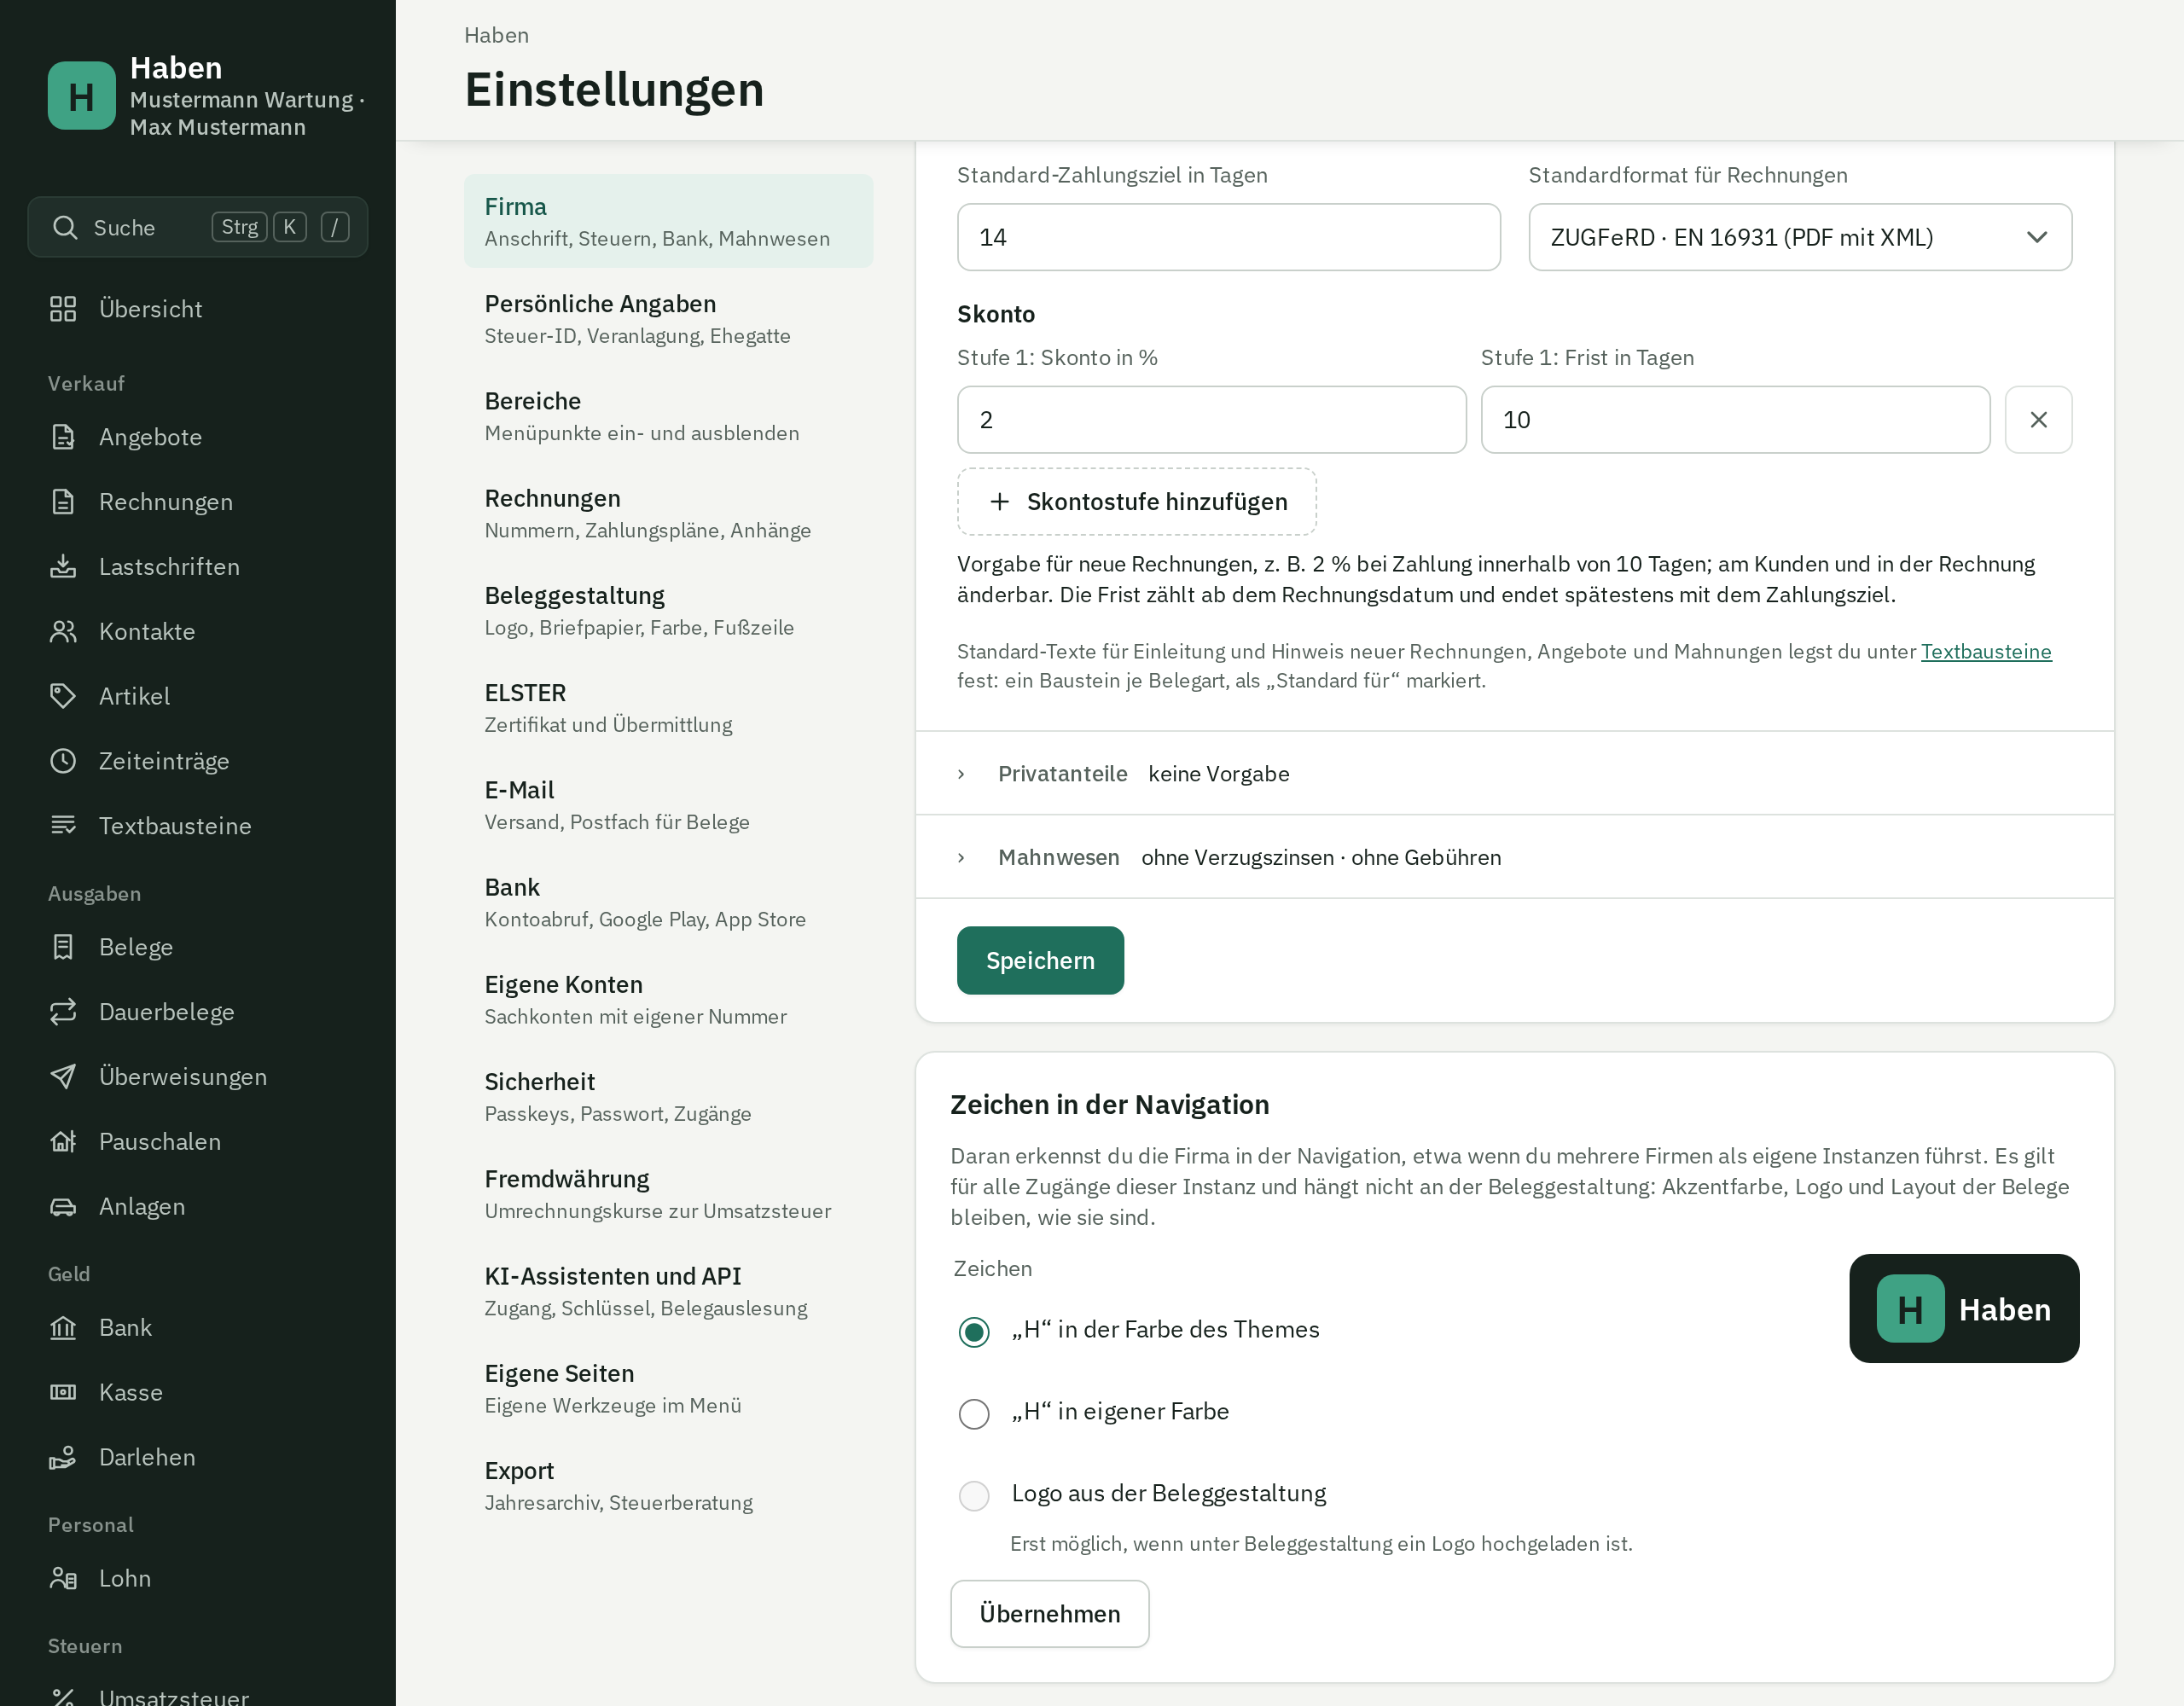 H
Haben
Mustermann Wartung ·
Max Mustermann
Suche Strg K /
Übersicht
Verkauf
Angebote
Rechnungen
Lastschriften
Kontakte
Artikel
Zeiteinträge
Textbausteine
Ausgaben
Belege
Dauerbelege
Überweisungen
Pauschalen
Anlagen
Geld
Bank
Kasse
Darlehen
Personal
Lohn
Steuern
Umsatzsteuer
Haben
Einstellungen
Firma
Anschrift, Steuern, Bank, Mahnwesen
Persönliche Angaben
Steuer-ID, Veranlagung, Ehegatte
Bereiche
Menüpunkte ein- und ausblenden
Rechnungen
Nummern, Zahlungspläne, Anhänge
Beleggestaltung
Logo, Briefpapier, Farbe, Fußzeile
ELSTER
Zertifikat und Übermittlung
E-Mail
Versand, Postfach für Belege
Bank
Kontoabruf, Google Play, App Store
Eigene Konten
Sachkonten mit eigener Nummer
Sicherheit
Passkeys, Passwort, Zugänge
Fremdwährung
Umrechnungskurse zur Umsatzsteuer
KI-Assistenten und API
Zugang, Schlüssel, Belegauslesung
Eigene Seiten
Eigene Werkzeuge im Menü
Export
Jahresarchiv, Steuerberatung
Standard-Zahlungsziel in Tagen
14
Standardformat für Rechnungen
ZUGFeRD · EN 16931 (PDF mit XML)
Skonto
Stufe 1: Skonto in %
2
Stufe 1: Frist in Tagen
10
Skontostufe hinzufügen
Vorgabe für neue Rechnungen, z. B. 2 % bei Zahlung innerhalb von 10 Tagen; am Kunden und in der Rechnung
änderbar. Die Frist zählt ab dem Rechnungsdatum und endet spätestens mit dem Zahlungsziel.
Standard-Texte für Einleitung und Hinweis neuer Rechnungen, Angebote und Mahnungen legst du unter Textbausteine
fest: ein Baustein je Belegart, als „Standard für“ markiert.
Privatanteile keine Vorgabe
Mahnwesen ohne Verzugszinsen · ohne Gebühren
Speichern
Zeichen in der Navigation
Daran erkennst du die Firma in der Navigation, etwa wenn du mehrere Firmen als eigene Instanzen führst. Es gilt
für alle Zugänge dieser Instanz und hängt nicht an der Beleggestaltung: Akzentfarbe, Logo und Layout der Belege
bleiben, wie sie sind.
Zeichen
„H“ in der Farbe des Themes
„H“ in eigener Farbe
Logo aus der Beleggestaltung
Erst möglich, wenn unter Beleggestaltung ein Logo hochgeladen ist.
H Haben
Übernehmen